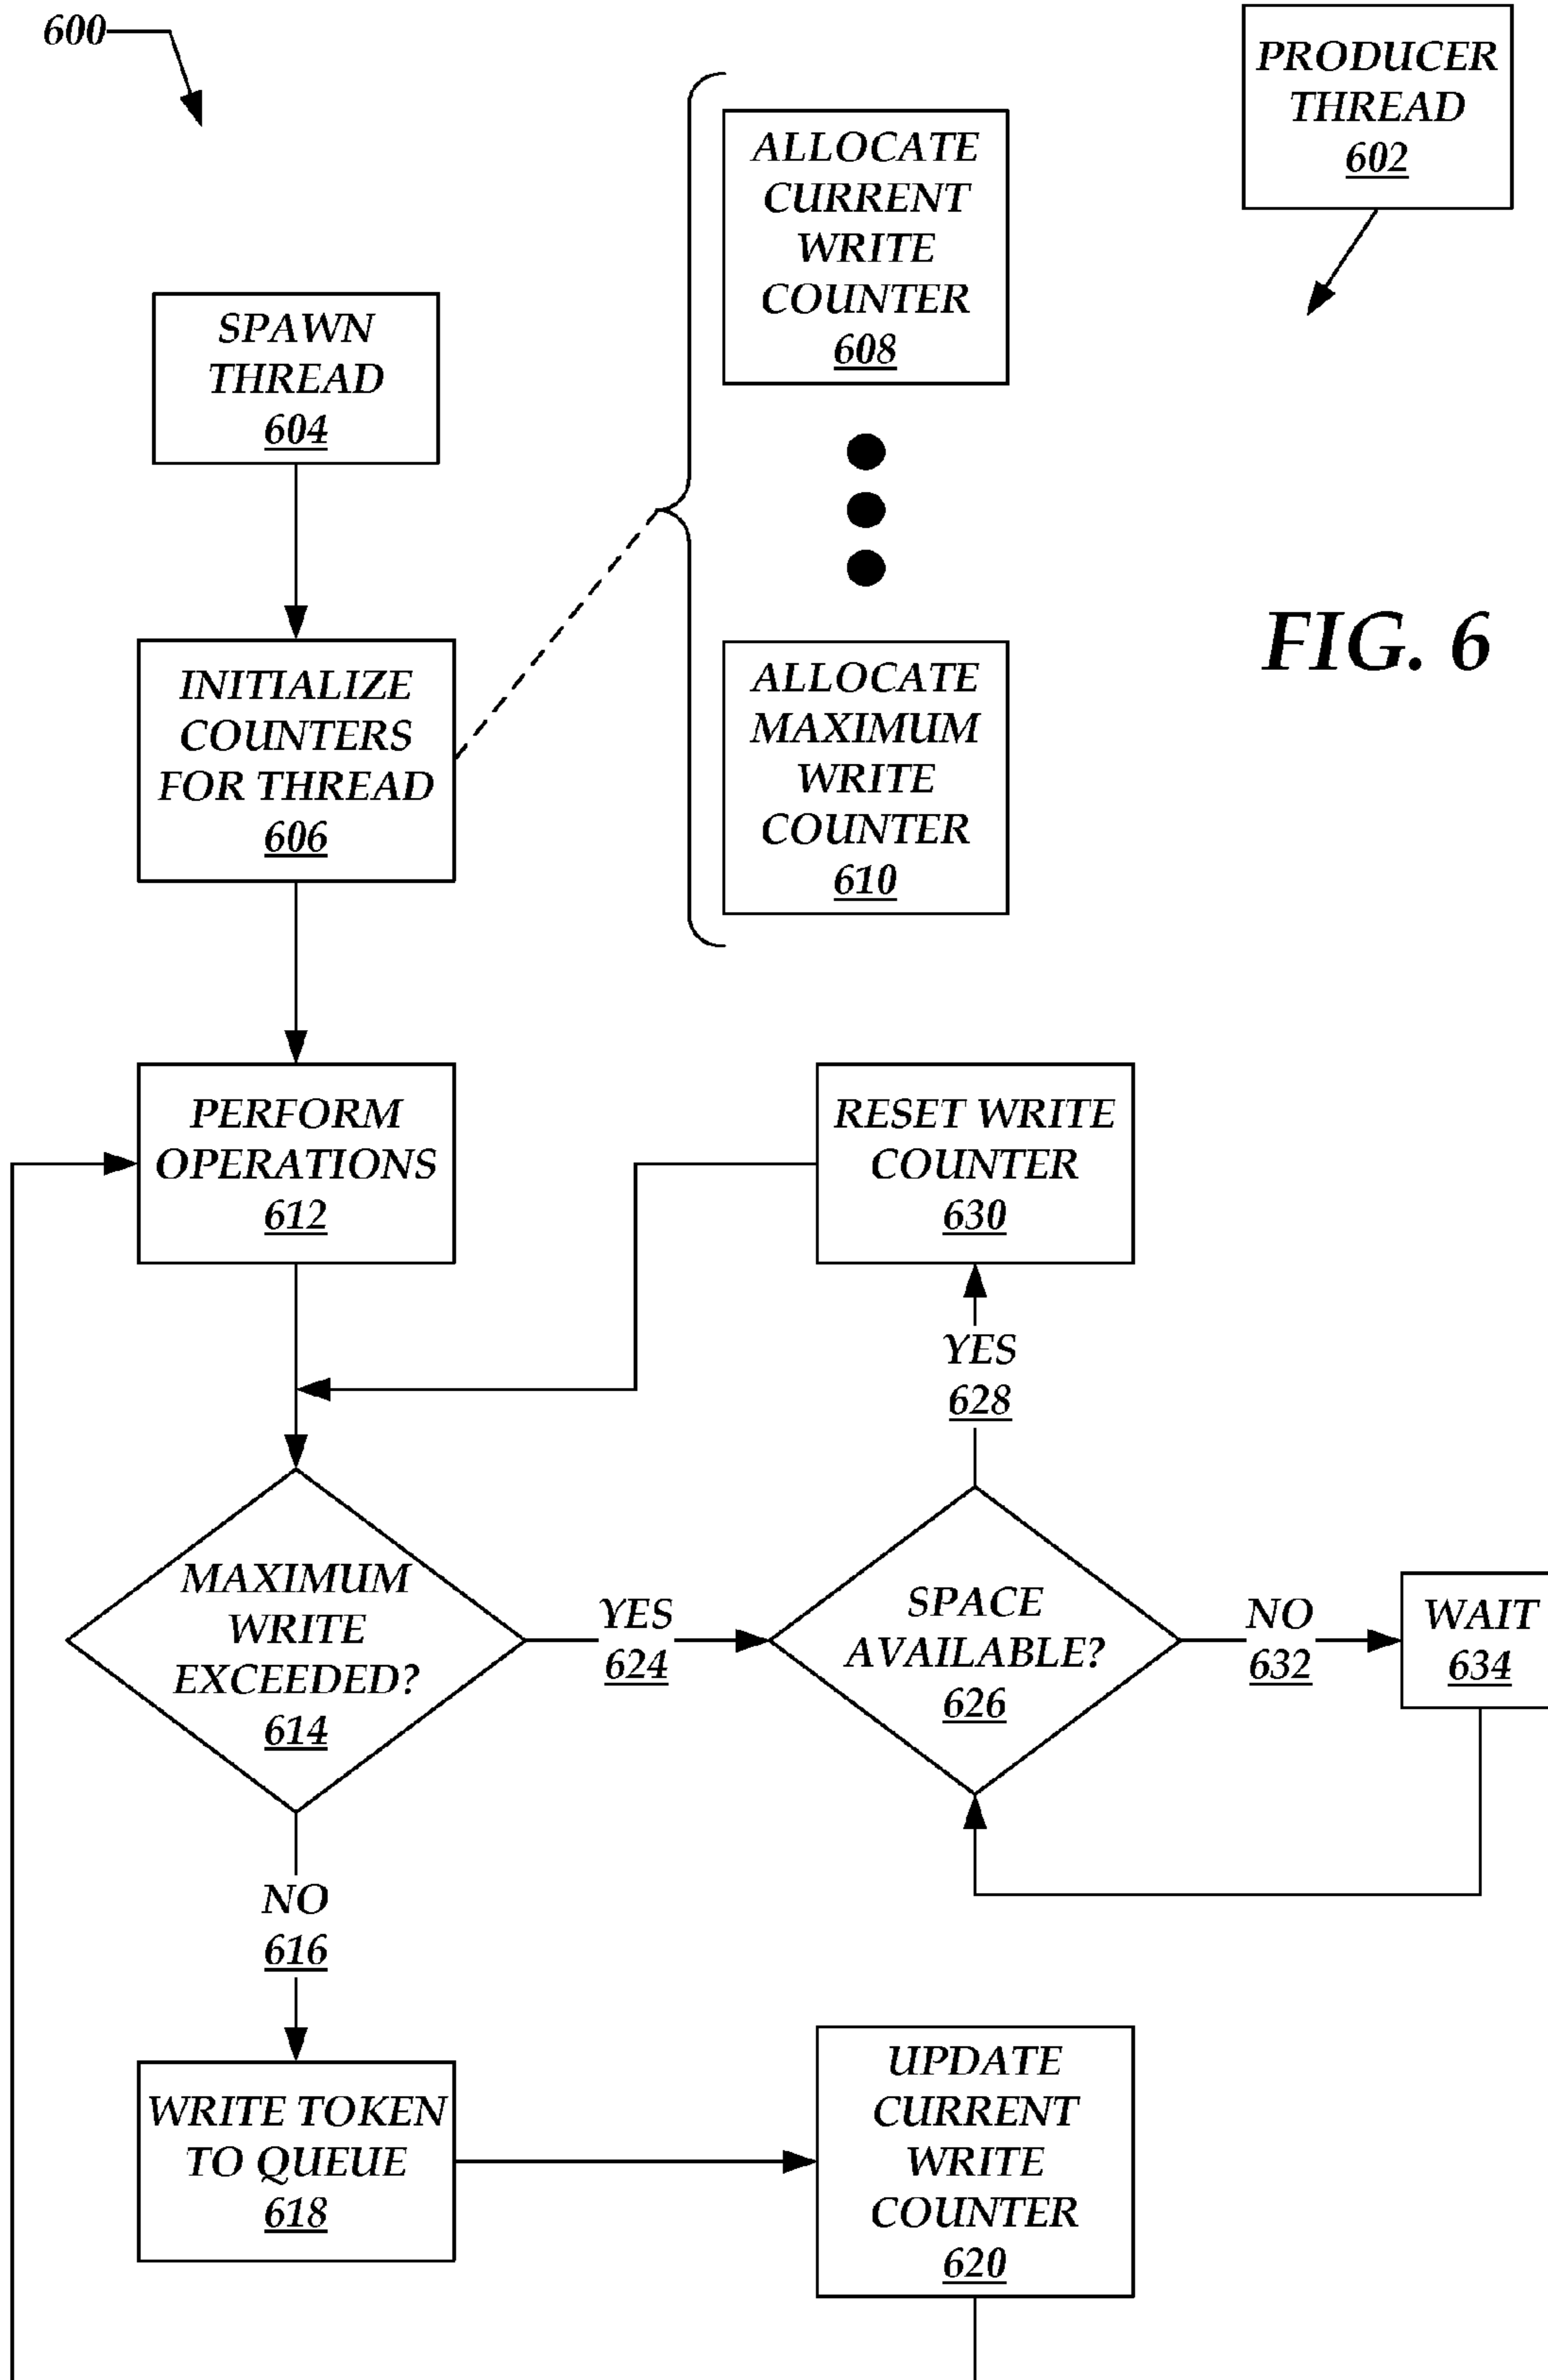 600
PRODUCER
THREAD
602
ALLOCATE
CURRENT
WRITE
COUNTER
608
SPAWN
THREAD
604
FIG. 6
INITIALIZE
COUNTERS
FOR THREAD
606
ALLOCATE
MAXIMUM
WRITE
COUNTER
610
PERFORM
OPERATIONS
612
RESET WRITE
COUNTER
630
YES
628
MAXIMUM
WRITE
EXCEEDED?
614
YES
624
SPACE
AVAILABLE?
626
NO
632
WAIT
634
NO
616
WRITE TOKEN
TO QUEUE
618
UPDATE
CURRENT
WRITE
COUNTER
620